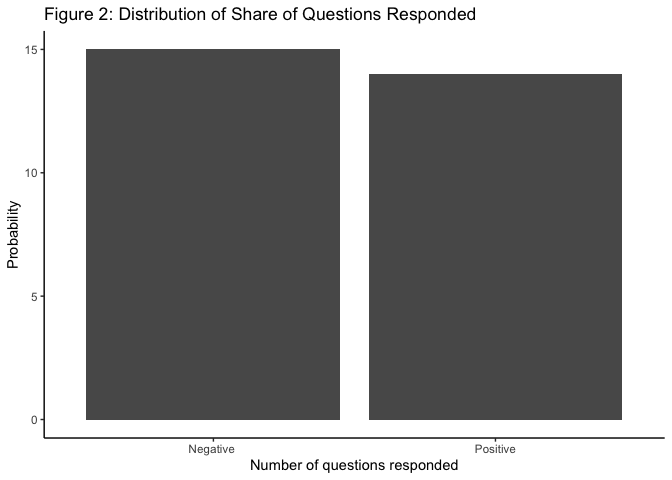 Figure 2: Distribution of Share of Questions Responded
Probability
15
10
5
0
Negative
Positive
Number of questions responded